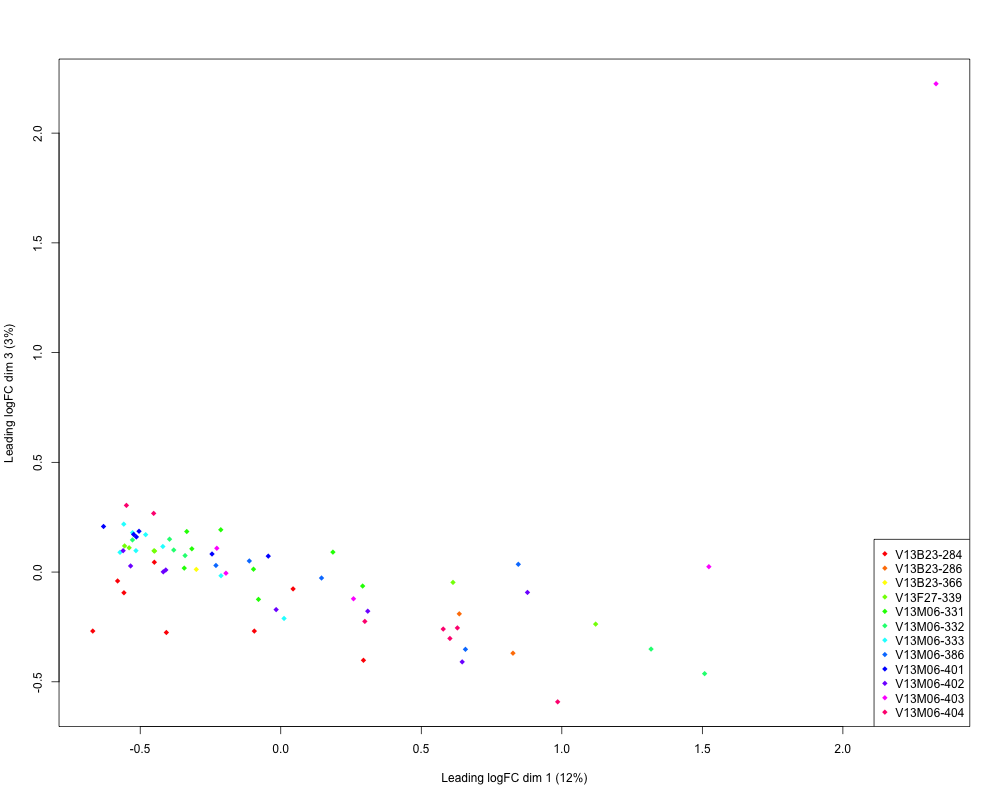 2.0
1.5
1.0
0.5
0.0
-0.5
Leading logFC dim 3 (3%)
-0.5 0.0 0.5 1.0 1.5 2.0
Leading logFC dim 1 (12%)
V13B23-284
V13B23-286
V13B23-366
V13F27-339
V13M06-331
V13M06-332
V13M06-333
V13M06-386
V13M06-401
V13M06-402
V13M06-403
V13M06-404